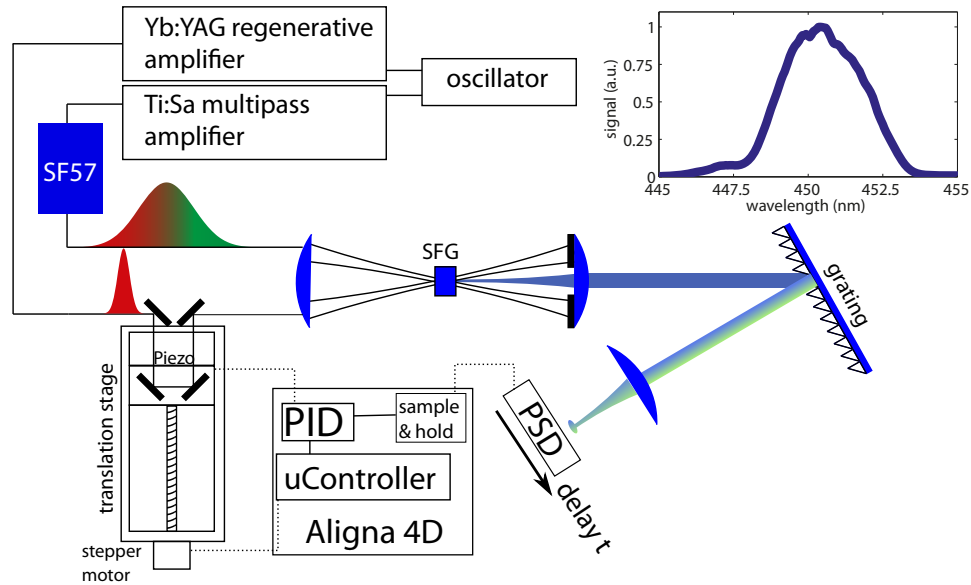 Yb:YAG regenerative
amplifier
Ti:Sa multipass
amplifier
oscillator
SF57
signal (a.u.)
1
0.75
0.5
0.25
0
445
447.5
450
452.5
455
wavelength (nm)
SFG
grating
Piezo
translation stage
stepper
motor
PID
sample
& hold
uController
Aligna 4D
PSD
delay t